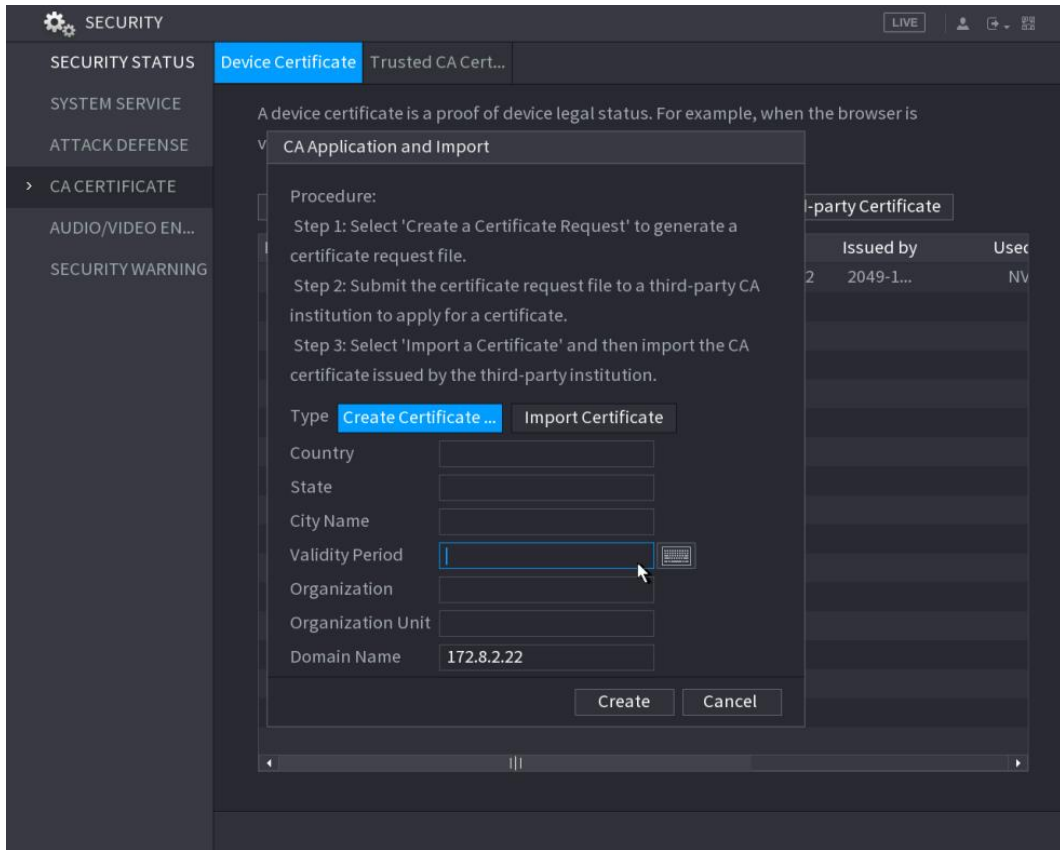 SECURITY
LIVE
SECURITY STATUS
Device Certificate
Trusted CA Cert...
SYSTEM SERVICE
ATTACK DEFENSE
CA CERTIFICATE
AUDIO/VIDEO EN...
SECURITY WARNING
A device certificate is a proof of device legal status. For example, when the browser is
CA Application and Import
Procedure:
Step 1: Select 'Create a Certificate Request' to generate a
certificate request file.
Step 2: Submit the certificate request file to a third-party CA
institution to apply for a certificate.
Step 3: Select 'Import a Certificate' and then import the CA
certificate issued by the third-party institution.
Type Create Certificate ... Import Certificate
Country
State
City Name
Validity Period
Organization
Organization Unit
Domain Name 172.8.2.22
Create Cancel
-party Certificate
Issued by Used
2 2049-1... NV